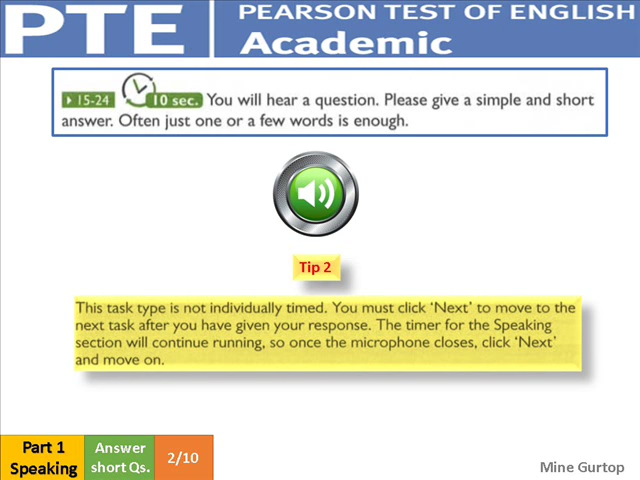 PTE
PEARSON TEST OF ENGLISH
Academic
15-24 10 sec. You will hear a question. Please give a simple and short
answer. Often just one or a few words is enough.
Tip 2
This task type is not individually timed. You must click ‘Next’ to move to the
next task after you have given your response. The timer for the Speaking
section will continue running, so once the microphone closes, click ‘Next’
and move on.
Part 1
Speaking
Answer
short Qs.
2/10
Mine Gurtop